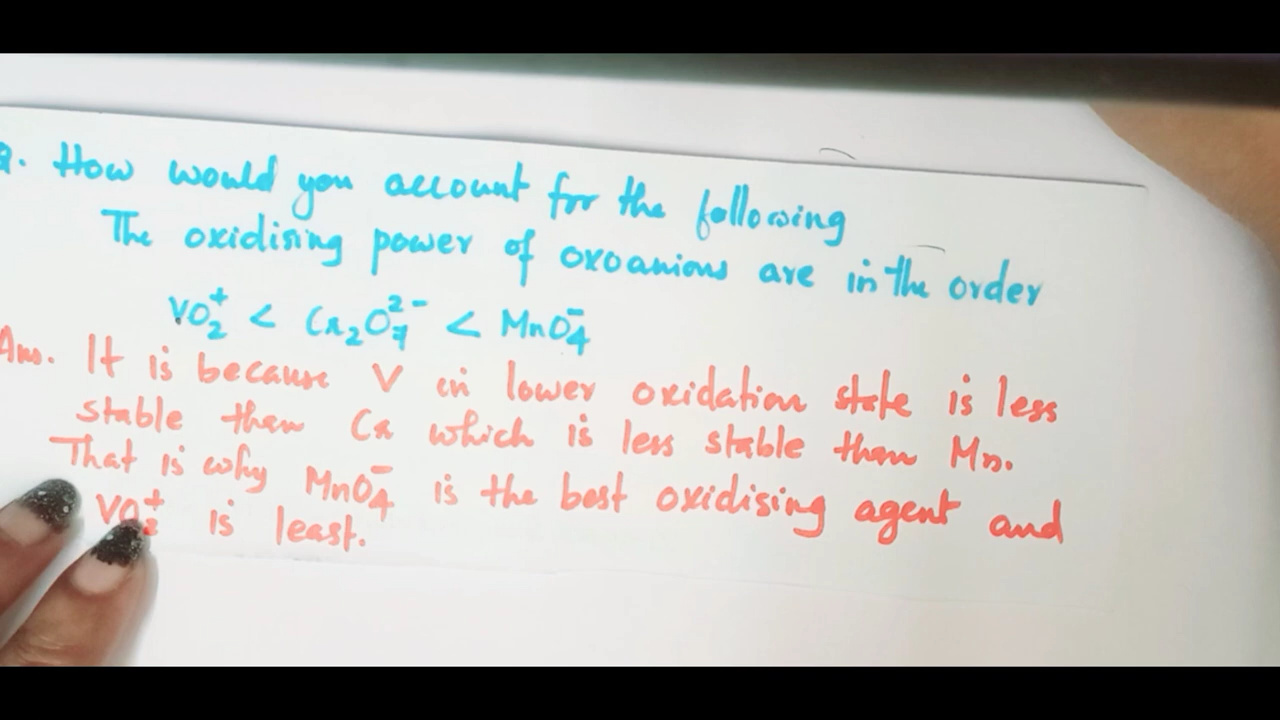 Q. How would you account for the following
The oxidising power of oxoanions are in the order
VO₂⁺ < Cr₂O₇²⁻ < MnO₄⁻
Ans. It is because V in lower oxidation state is less
stable than Cr which is less stable than Mn.
That is why MnO₄⁻ is the best oxidising agent and
VO₂⁺ is least.